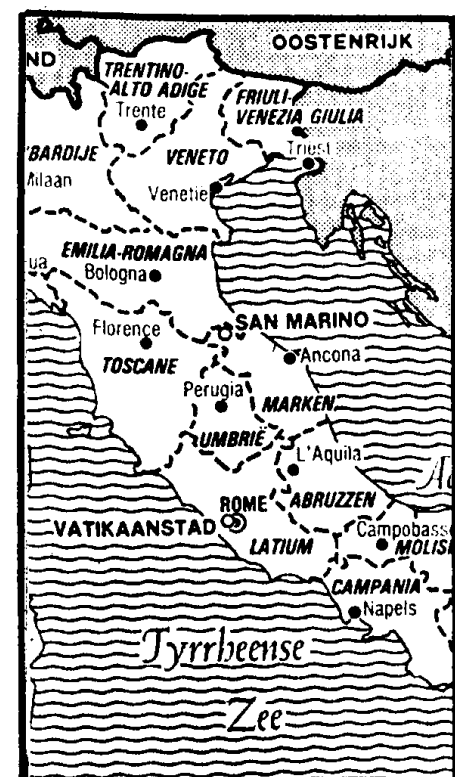 OOSTENRIJK
ND
TRENTINO-
ALTO ADIGE
Trente
FRIULI-
VENEZIA GIULIA
Triest
'BARDIJE
VENETO
Milaan
Venetië
EMILIA-ROMAGNA
ua
Bologna
SAN MARINO
Florence
TOSCANE
Ancona
Perugia
MARKEN
UMBRIË
L'Aquila
A
ABRUZZEN
ROME
VATIKAANSTAD
Campobass
LATIUM
MOLIS
CAMPANIA
Napels
Tyrrheense
Zee